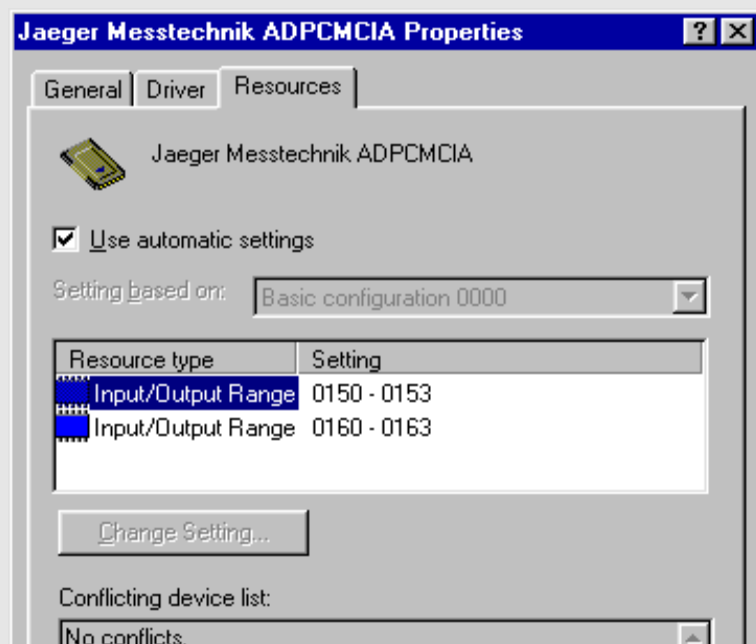 Jaeger Messtechnik ADPCMCIA Properties
General Driver Resources
Jaeger Messtechnik ADPCMCIA
Use automatic settings
Setting based on: Basic configuration 0000
Resource type Setting
Input/Output Range 0150 - 0153
Input/Output Range 0160 - 0163
Change Setting...
Conflicting device list:
No conflicts.